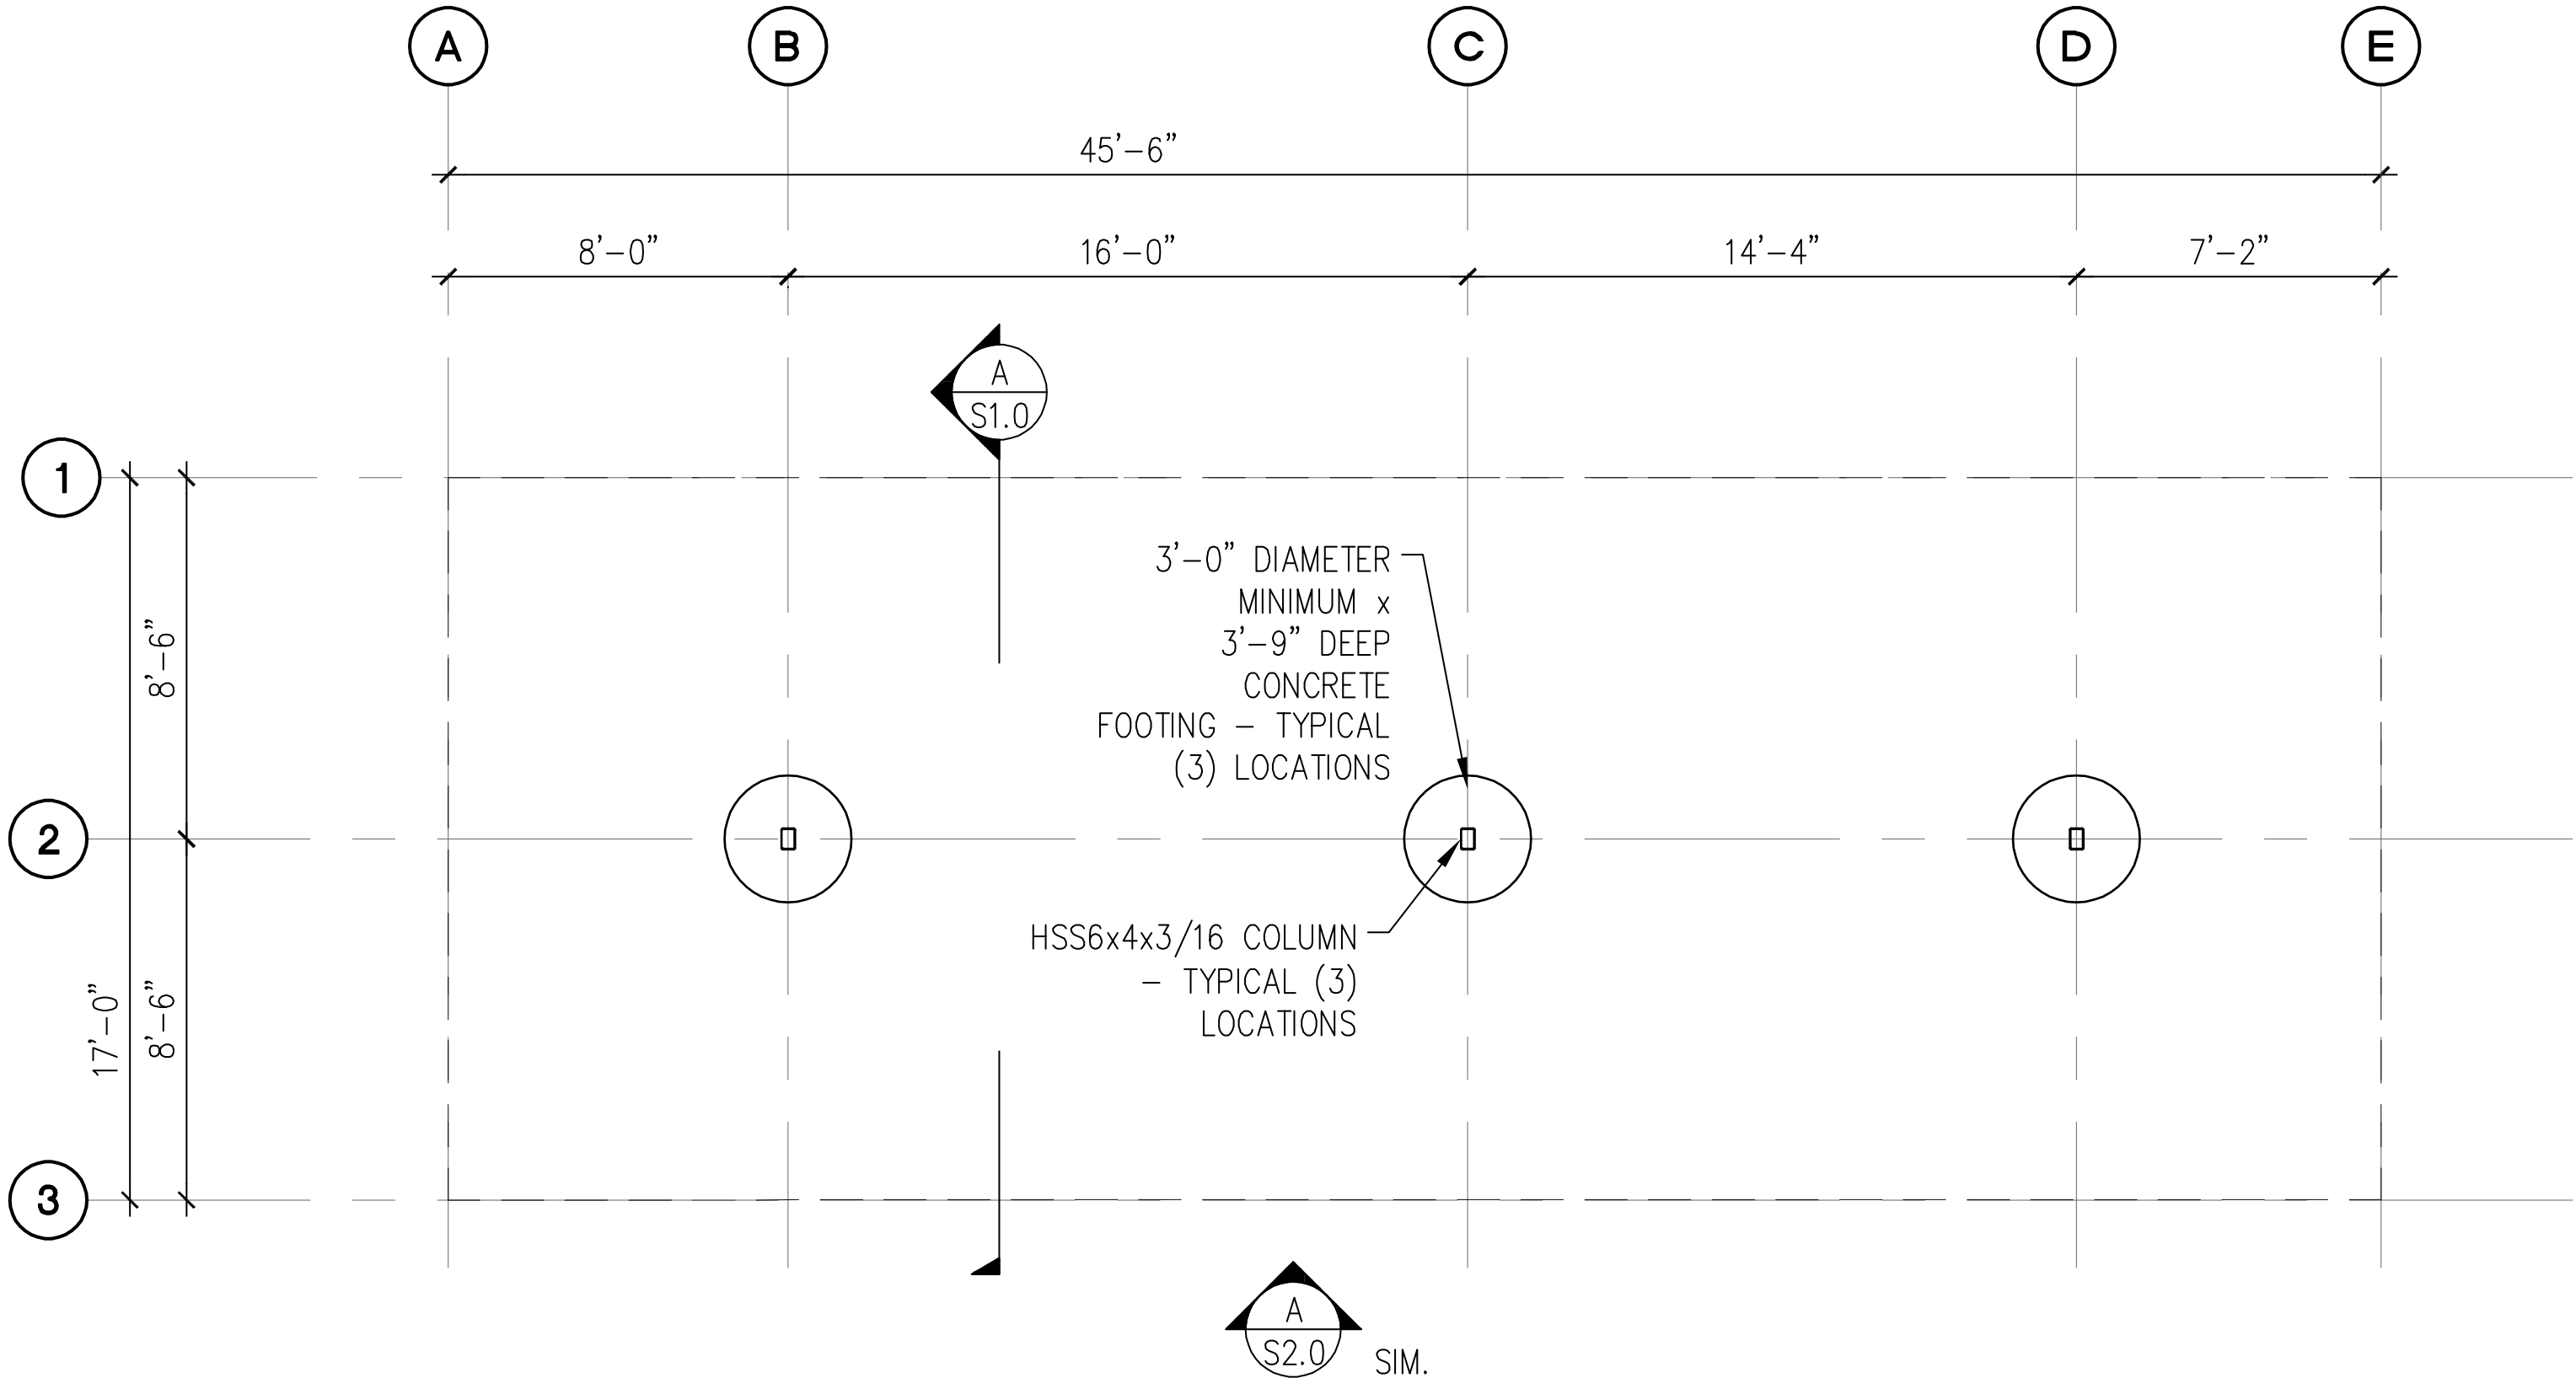 A B C D E
45'-6"
8'-0" 16'-0" 14'-4" 7'-2"
A
S1.0
1
3'-0" DIAMETER
MINIMUM x
3'-9" DEEP
CONCRETE
FOOTING - TYPICAL
(3) LOCATIONS
8'-6"
2
HSS6x4x3/16 COLUMN
- TYPICAL (3)
LOCATIONS
17'-0"
8'-6"
3
A
S2.0
SIM.